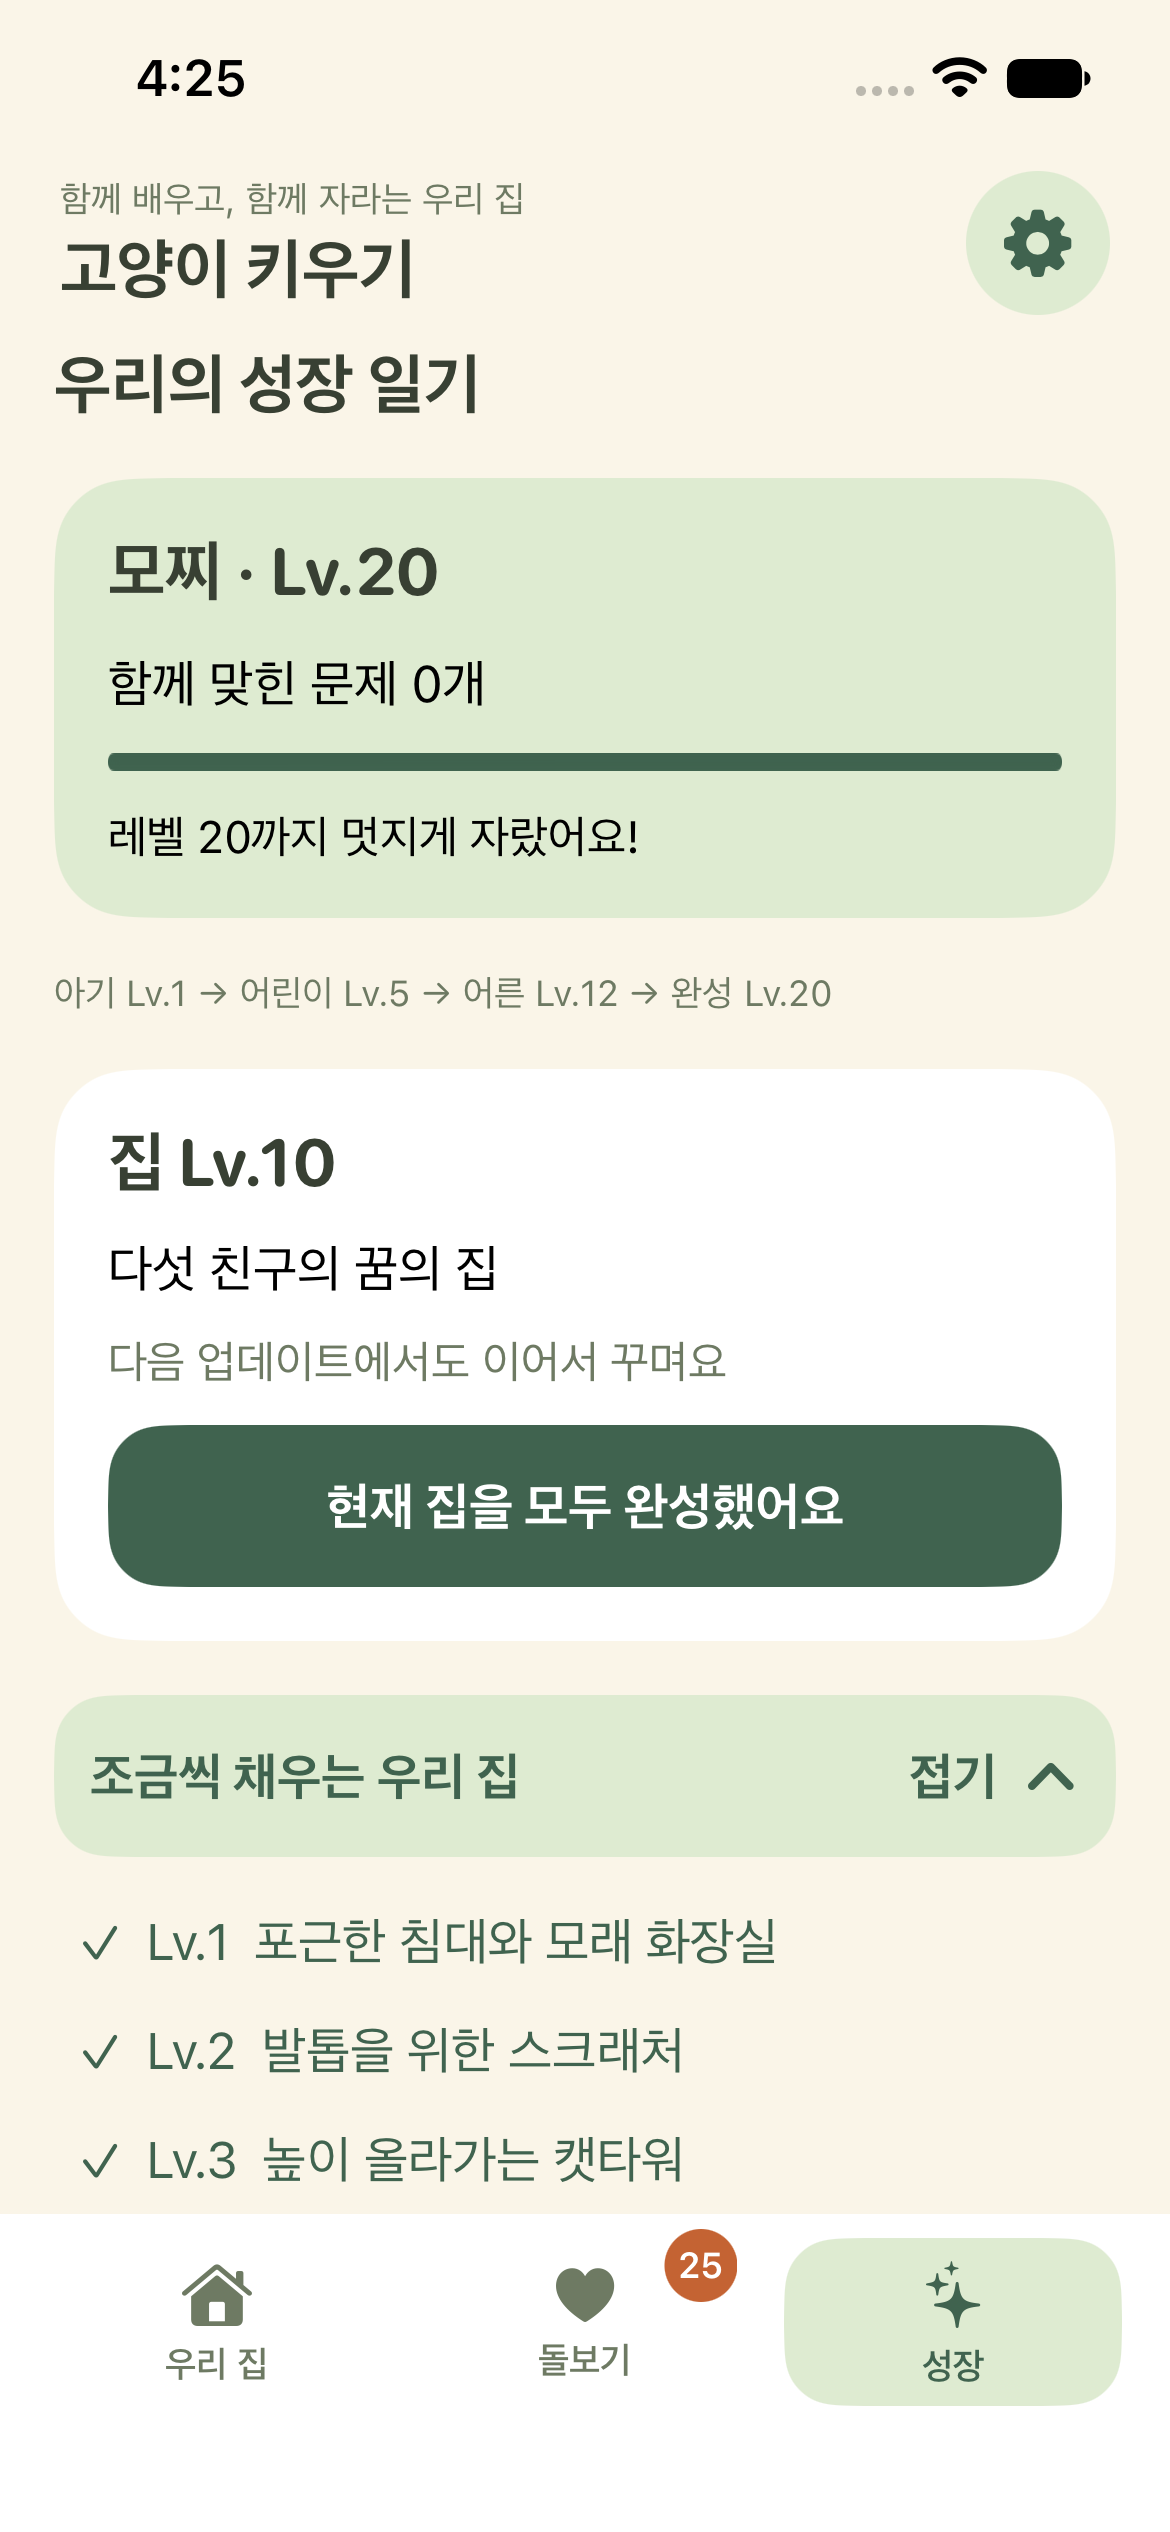 4:25
함께 배우고, 함께 자라는 우리 집
고양이 키우기
우리의 성장 일기
모찌 · Lv.20
함께 맞힌 문제 0개
레벨 20까지 멋지게 자랐어요!
아기 Lv.1 → 어린이 Lv.5 → 어른 Lv.12 → 완성 Lv.20
집 Lv.10
다섯 친구의 꿈의 집
다음 업데이트에서도 이어서 꾸며요
현재 집을 모두 완성했어요
조금씩 채우는 우리 집 접기
Lv.1 포근한 침대와 모래 화장실
Lv.2 발톱을 위한 스크래처
Lv.3 높이 올라가는 캣타워
25
우리 집 돌보기 성장